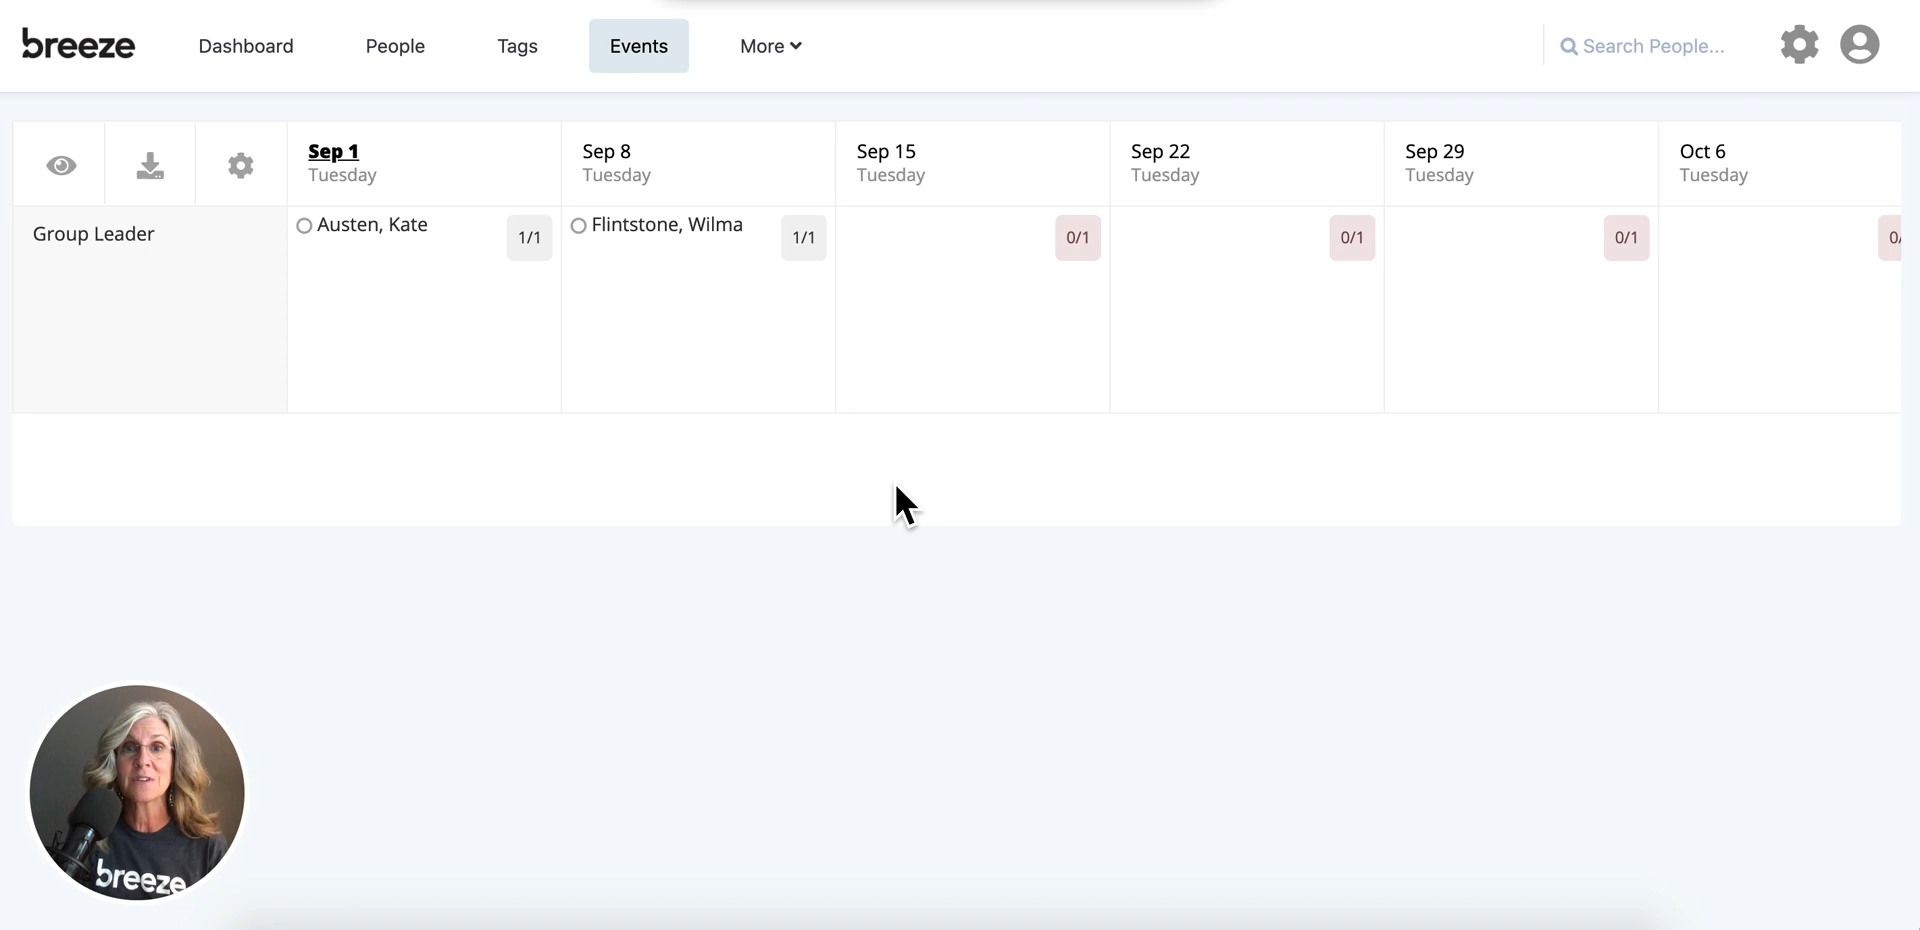 breeze Dashboard People Tags Events More Search People...
Sep 1 Sep 8 Sep 15 Sep 22 Sep 29 Oct 6
Tuesday Tuesday Tuesday Tuesday Tuesday Tuesday
Group Leader Austen, Kate 1/1 Flintstone, Wilma 1/1 0/1 0/1 0/1 0/
breeze